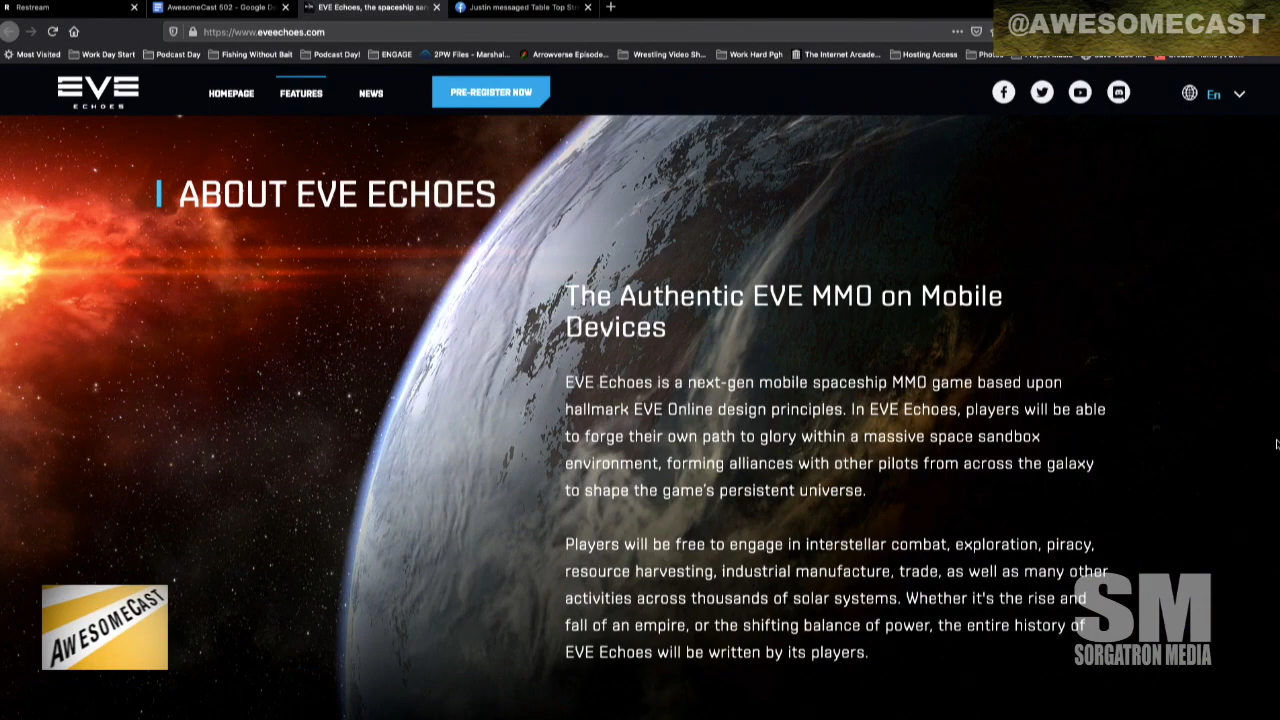 Restream
AwesomeCast 602 - Google D
EVE Echoes, the spaceship san
Justin messaged Table Top Str
@AWESOMECAST
https://www.eveechoes.com
Most Visited
Work Day Start
Podcast Day
Fishing Without Bait
Podcast Day!
ENGAGE
2PW Files - Marshal...
Arrowverse Episode...
Wrestling Video Sh...
Work Hard Pgh
The Internet Arcade...
Hosting Access
EVE
ECHOES
HOMEPAGE
FEATURES
NEWS
PRE-REGISTER NOW
En
ABOUT EVE ECHOES
The Authentic EVE MMO on Mobile
Devices
EVE Echoes is a next-gen mobile spaceship MMO game based upon
hallmark EVE Online design principles. In EVE Echoes, players will be able
to forge their own path to glory within a massive space sandbox
environment, forming alliances with other pilots from across the galaxy
to shape the game's persistent universe.
Players will be free to engage in interstellar combat, exploration, piracy,
resource harvesting, industrial manufacture, trade, as well as many other
activities across thousands of solar systems. Whether it's the rise and
fall of an empire, or the shifting balance of power, the entire history of
EVE Echoes will be written by its players.
AWESOMECAST
SM
SORGATRON MEDIA